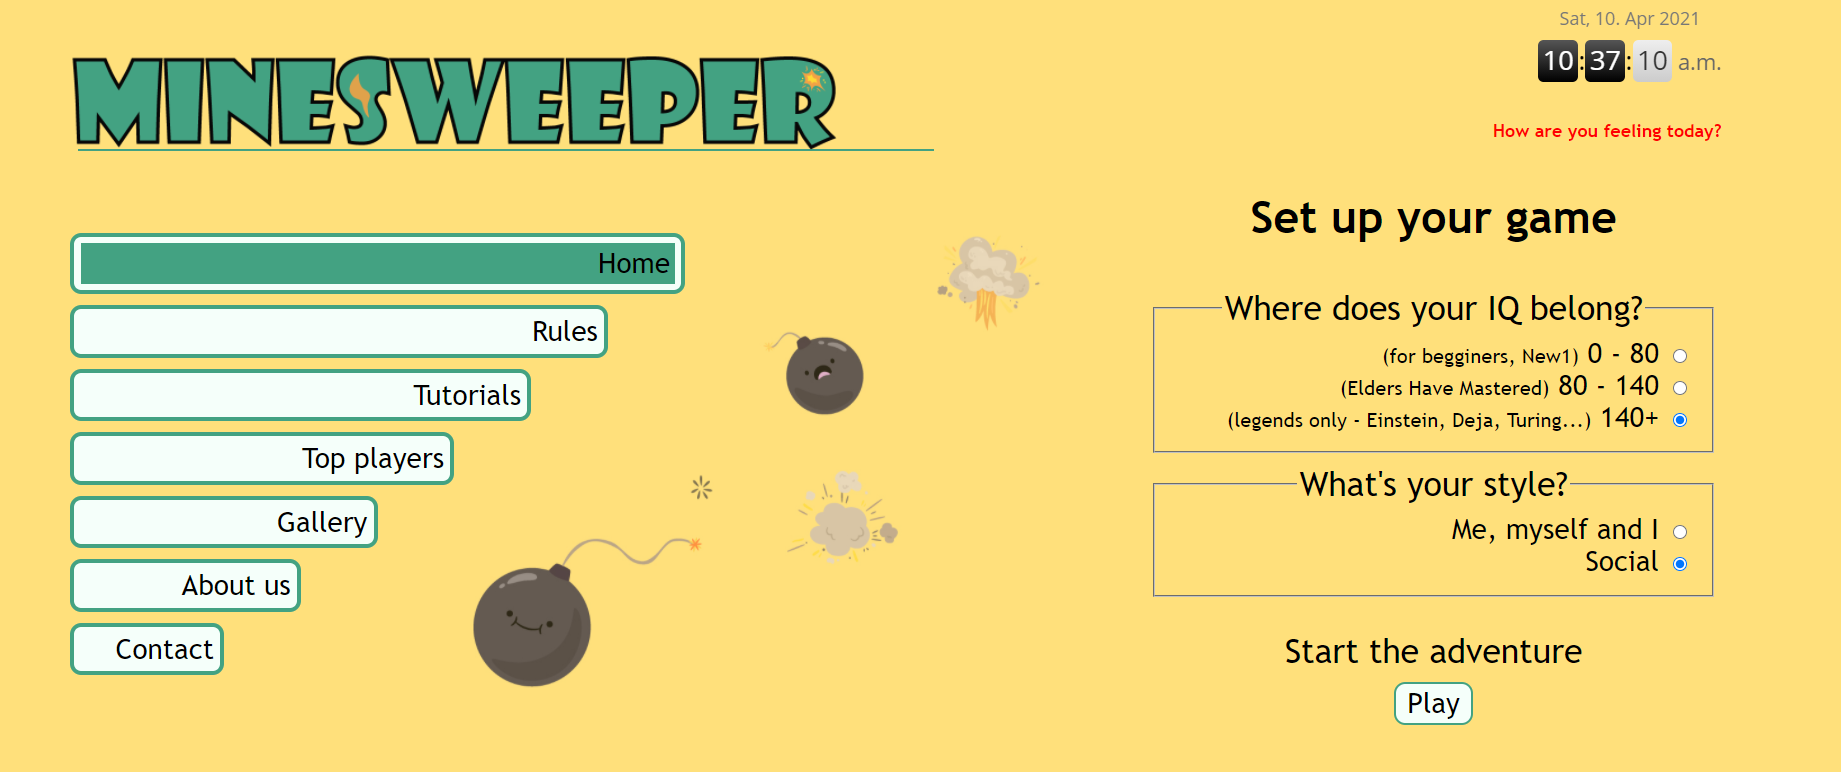 Sat, 10. Apr 2021
10:37:10 a.m.
MINESWEEPER
How are you feeling today?
Home
Rules
Tutorials
Top players
Gallery
About us
Contact
Set up your game
Where does your IQ belong?
(for begginers, New1) 0 - 80
(Elders Have Mastered) 80 - 140
(legends only - Einstein, Deja, Turing...) 140+
What's your style?
Me, myself and I
Social
Start the adventure
Play